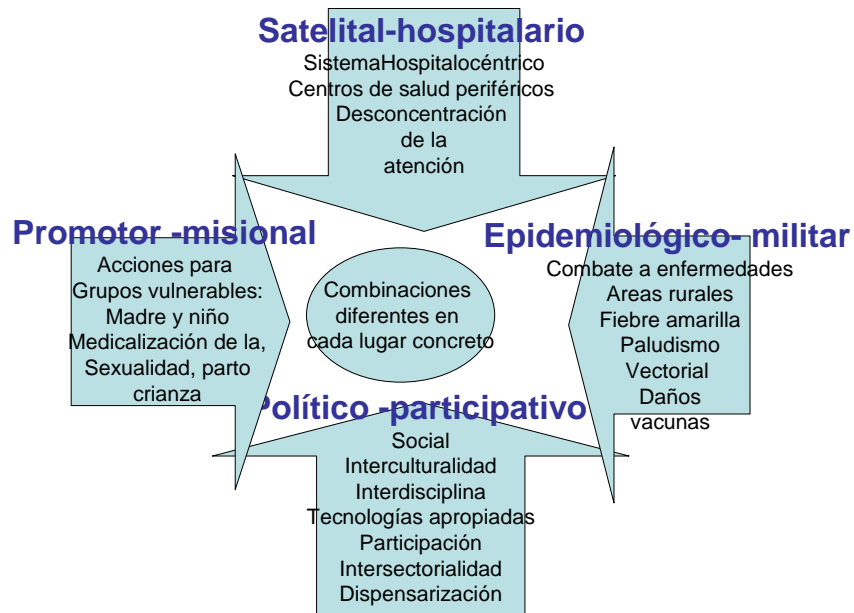 Satelital-hospitalario
SistemaHospitalocéntrico
Centros de salud periféricos
Desconcentración
de la
atención
Promotor -misional
Acciones para
Grupos vulnerables:
Madre y niño
Medicalización de la,
Sexualidad, parto
crianza
Combinaciones
diferentes en
cada lugar concreto
Epidemiológico- militar
Combate a enfermedades
Areas rurales
Fiebre amarilla
Paludismo
Vectorial
Daños
vacunas
Político -participativo
Social
Interculturalidad
Interdisciplina
Tecnologías apropiadas
Participación
Intersectorialidad
Dispensarización